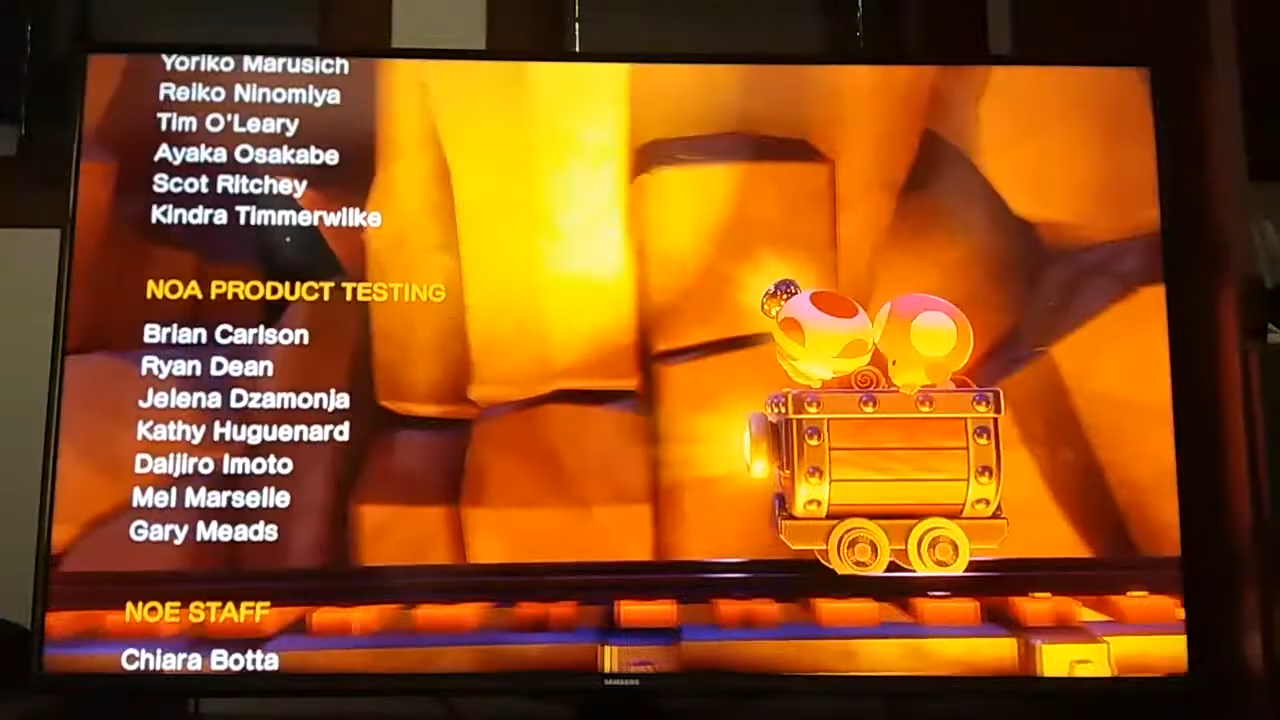 Yoriko Marusich
Reiko Ninomiya
Tim O'Leary
Ayaka Osakabe
Scot Ritchey
Kindra Timmerwilke
NOA PRODUCT TESTING
Brian Carlson
Ryan Dean
Jelena Dzamonja
Kathy Huguenard
Daijiro Imoto
Mel Marselle
Gary Meads
NOE STAFF
Chiara Botta
SAMSUNG